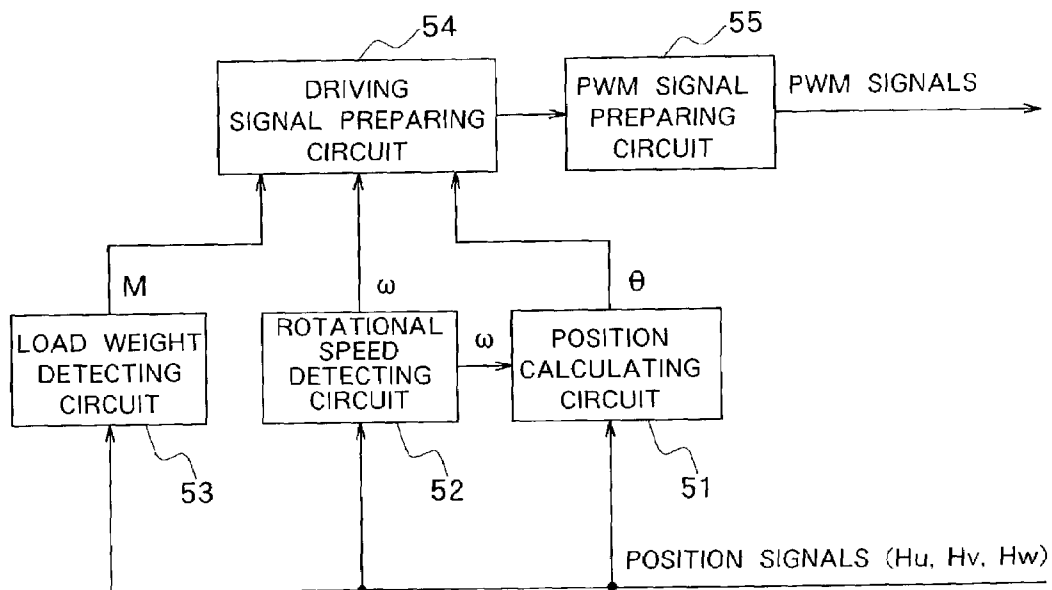 54
55
DRIVING
SIGNAL PREPARING
CIRCUIT
PWM SIGNAL
PREPARING
CIRCUIT
PWM SIGNALS
M
ω
θ
LOAD WEIGHT
DETECTING
CIRCUIT
ROTATIONAL
SPEED
DETECTING
CIRCUIT
ω
POSITION
CALCULATING
CIRCUIT
53
52
51
POSITION SIGNALS (Hu, Hv, Hw)